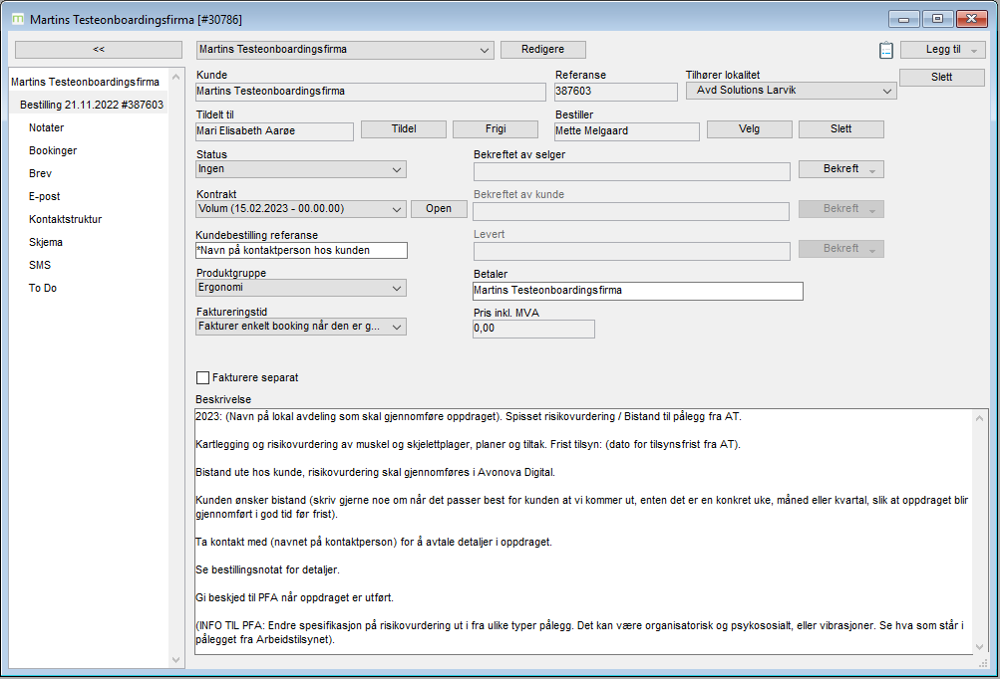 Martins Testeonboardingsfirma [#30786]
<<
Martins Testeonboardingsfirma
Redigere
Legg til
Martins Testeonboardingsfirma
Bestilling 21.11.2022 #387603
Notater
Bookinger
Brev
E-post
Kontaktstruktur
Skjema
SMS
To Do
Kunde
Referanse
Tilhører lokalitet
Slett
Martins Testeonboardingsfirma
387603
Avd Solutions Larvik
Tildelt til
Bestiller
Mari Elisabeth Aarøe
Tildel
Frigi
Mette Melgaard
Velg
Slett
Status
Bekreftet av selger
Ingen
Bekreft
Kontrakt
Bekreftet av kunde
Volum (15.02.2023 - 00.00.00)
Open
Bekreft
Kundebestilling referanse
Levert
*Navn på kontaktperson hos kunden
Bekreft
Produktgruppe
Betaler
Ergonomi
Martins Testeonboardingsfirma
Faktureringstid
Pris inkl. MVA
Fakturer enkelt booking når den er g...
0,00
Fakturere separat
Beskrivelse
2023: (Navn på lokal avdeling som skal gjennomføre oppdraget). Spisset risikovurdering / Bistand til pålegg fra AT.
Kartlegging og risikovurdering av muskel og skjelettplager, planer og tiltak. Frist tilsyn: (dato for tilsynsfrist fra AT).
Bistand ute hos kunde, risikovurdering skal gjennomføres i Avonova Digital.
Kunden ønsker bistand (skriv gjerne noe om når det passer best for kunden at vi kommer ut, enten det er en konkret uke, måned eller kvartal, slik at oppdraget blir
gjennomført i god tid før frist).
Ta kontakt med (navnet på kontaktperson) for å avtale detaljer i oppdraget.
Se bestillingsnotat for detaljer.
Gi beskjed til PFA når oppdraget er utført.
(INFO TIL PFA: Endre spesifikasjon på risikovurdering ut i fra ulike typer pålegg. Det kan være organisatorisk og psykososialt, eller vibrasjoner. Se hva som står i
pålegget fra Arbeidstilsynet).